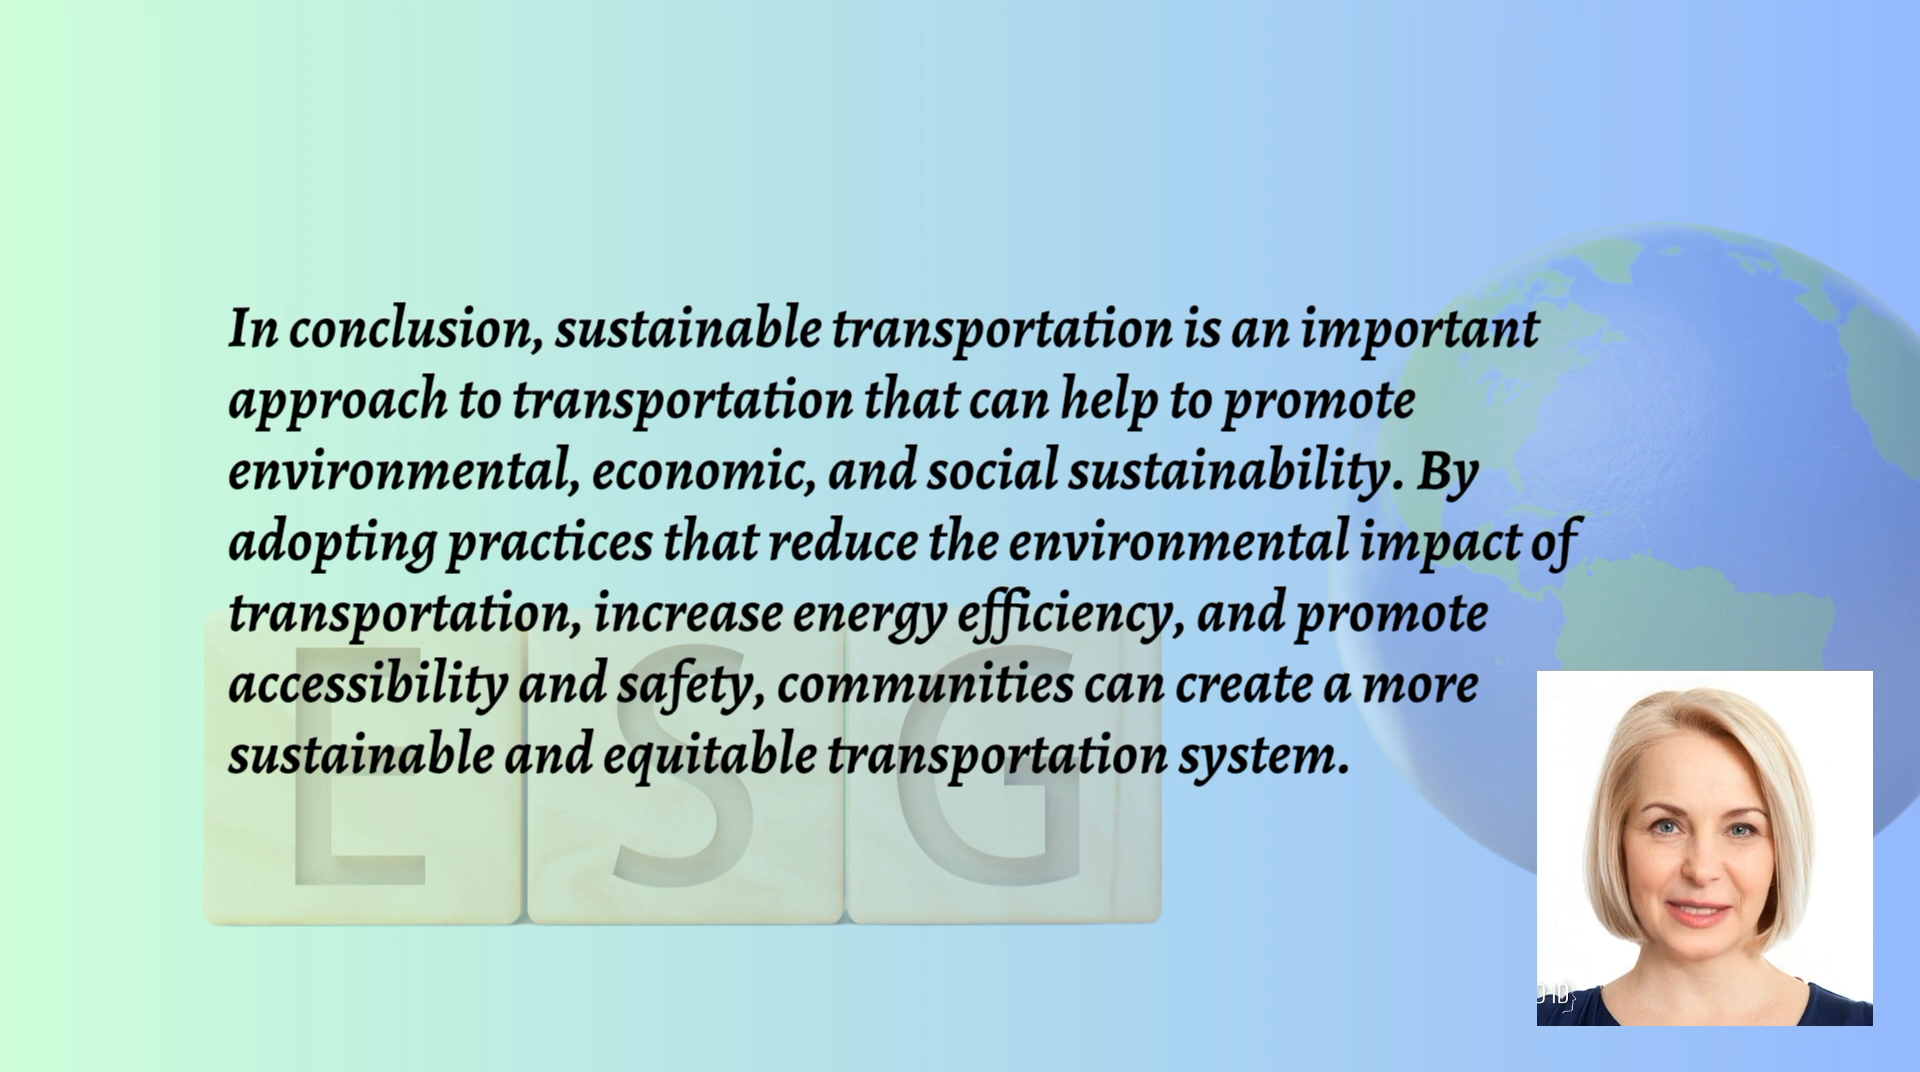 In conclusion, sustainable transportation is an important
approach to transportation that can help to promote
environmental, economic, and social sustainability. By
adopting practices that reduce the environmental impact of
transportation, increase energy efficiency, and promote
accessibility and safety, communities can create a more
sustainable and equitable transportation system.
E S G
D-ID